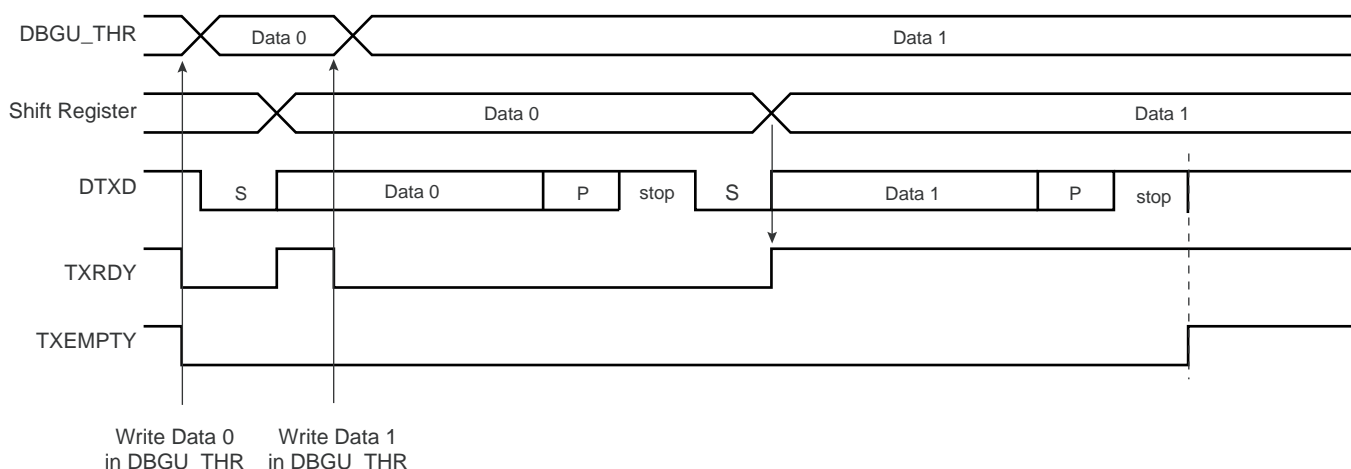 DBGU_THR
Data 0
Data 1
Shift Register
Data 0
Data 1
DTXD
S
Data 0
P
stop
S
Data 1
P
stop
TXRDY
TXEMPTY
Write Data 0
in DBGU_THR
Write Data 1
in DBGU_THR